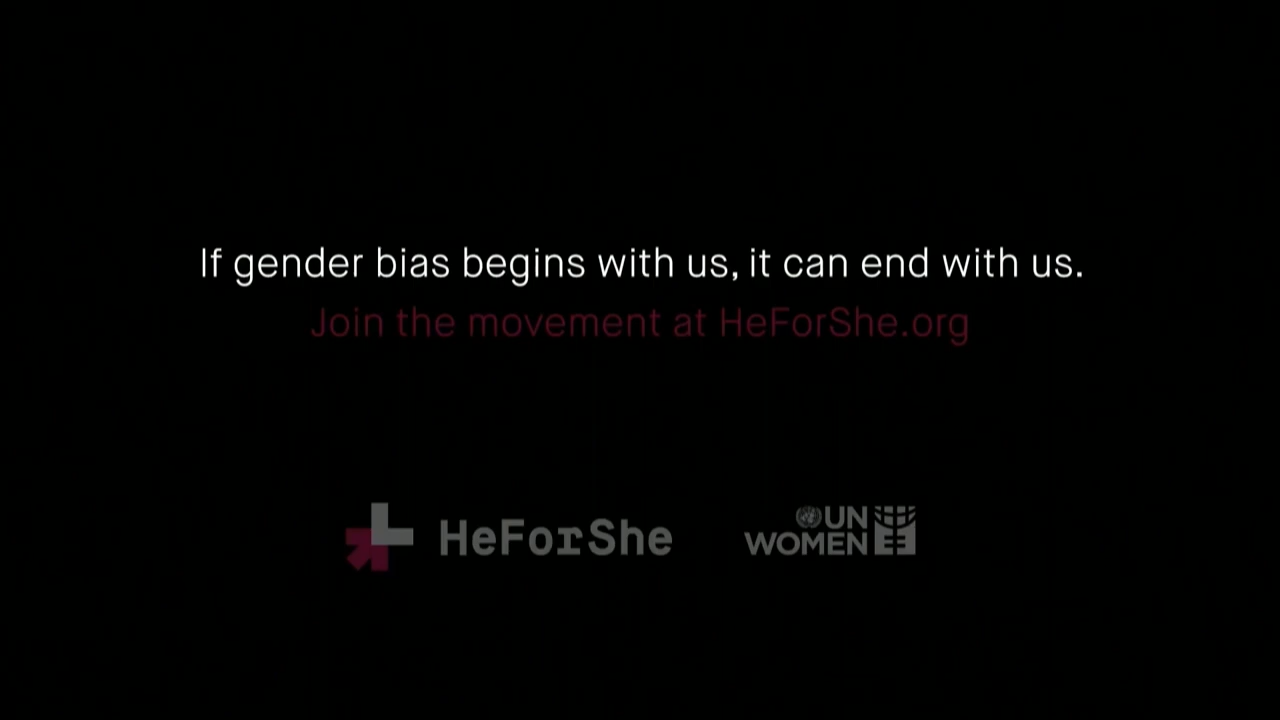 If gender bias begins with us, it can end with us.
Join the movement at HeForShe.org
HeForShe
UN
WOMEN